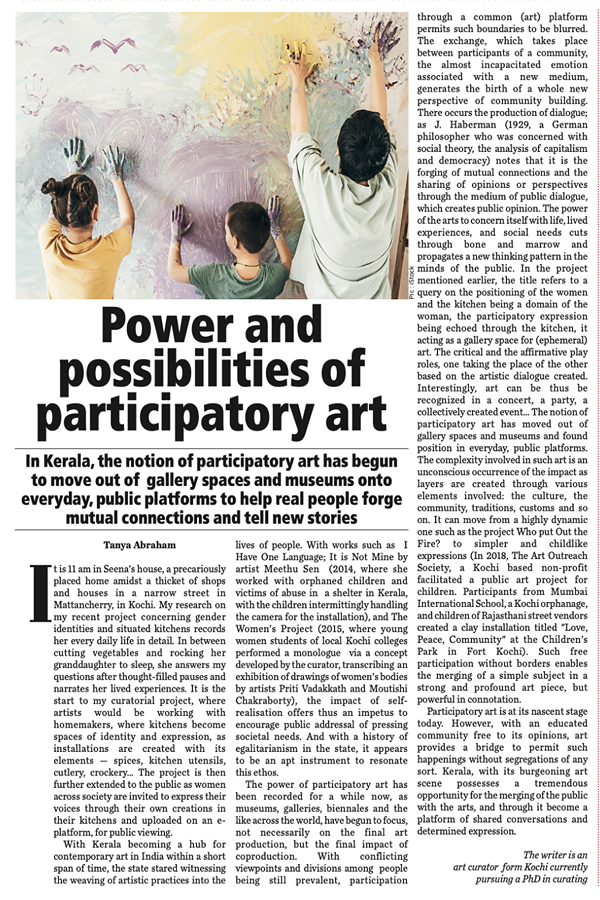 Pic : iStock
Power and
possibilities of
participatory art
In Kerala, the notion of participatory art has begun
to move out of gallery spaces and museums onto
everyday, public platforms to help real people forge
mutual connections and tell new stories
Tanya Abraham
It is 11 am in Seena's house, a precariously
placed home amidst a thicket of shops
and houses in a narrow street in
Mattancherry, in Kochi. My research on
my recent project concerning gender
identities and situated kitchens records
her every daily life in detail. In between
cutting vegetables and rocking her
granddaughter to sleep, she answers my
questions after thought-filled pauses and
narrates her lived experiences. It is the
start to my curatorial project, where
artists would be working with
homemakers, where kitchens become
spaces of identity and expression, as
installations are created with its
elements — spices, kitchen utensils,
cutlery, crockery... The project is then
further extended to the public as women
across society are invited to express their
voices through their own creations in
their kitchens and uploaded on an e-
platform, for public viewing.
With Kerala becoming a hub for
contemporary art in India within a short
span of time, the state stared witnessing
the weaving of artistic practices into the
lives of people. With works such as I
Have One Language; It is Not Mine by
artist Meethu Sen (2014, where she
worked with orphaned children and
victims of abuse in a shelter in Kerala,
with the children intermittingly handling
the camera for the installation), and The
Women's Project (2015, where young
women students of local Kochi colleges
performed a monologue via a concept
developed by the curator, transcribing an
exhibition of drawings of women's bodies
by artists Priti Vadakkath and Moutishi
Chakraborty), the impact of self-
realisation offers thus an impetus to
encourage public addressal of pressing
societal needs. And with a history of
egalitarianism in the state, it appears
to be an apt instrument to resonate
this ethos.
The power of participatory art has
been recorded for a while now, as
museums, galleries, biennales and the
like across the world, have begun to focus,
not necessarily on the final art
production, but the final impact of
coproduction. With conflicting
viewpoints and divisions among people
being still prevalent, participation
through a common (art) platform
permits such boundaries to be blurred.
The exchange, which takes place
between participants of a community,
the almost incapacitated emotion
associated with a new medium,
generates the birth of a whole new
perspective of community building.
There occurs the production of dialogue;
as J. Haberman (1929, a German
philosopher who was concerned with
social theory, the analysis of capitalism
and democracy) notes that it is the
forging of mutual connections and the
sharing of opinions or perspectives
through the medium of public dialogue,
which creates public opinion. The power
of the arts to concern itself with life, lived
experiences, and social needs cuts
through bone and marrow and
propagates a new thinking pattern in the
minds of the public. In the project
mentioned earlier, the title refers to a
query on the positioning of the women
and the kitchen being a domain of the
woman, the participatory expression
being echoed through the kitchen, it
acting as a gallery space for (ephemeral)
art. The critical and the affirmative play
roles, one taking the place of the other
based on the artistic dialogue created.
Interestingly, art can be thus be
recognized in a concert, a party, a
collectively created event... The notion of
participatory art has moved out of
gallery spaces and museums and found
position in everyday, public platforms.
The complexity involved in such art is an
unconscious occurrence of the impact as
layers are created through various
elements involved: the culture, the
community, traditions, customs and so
on. It can move from a highly dynamic
one such as the project Who put Out the
Fire? to simpler and childlike
expressions (In 2018, The Art Outreach
Society, a Kochi based non-profit
facilitated a public art project for
children. Participants from Mumbai
International School, a Kochi orphanage,
and children of Rajasthani street vendors
created a clay installation titled "Love,
Peace, Community" at the Children's
Park in Fort Kochi). Such free
participation without borders enables
the merging of a simple subject in a
strong and profound art piece, but
powerful in connotation.
Participatory art is at its nascent stage
today. However, with an educated
community free to its opinions, art
provides a bridge to permit such
happenings without segregations of any
sort. Kerala, with its burgeoning art
scene possesses a tremendous
opportunity for the merging of the public
with the arts, and through it become a
platform of shared conversations and
determined expression.
The writer is an
art curator form Kochi currently
pursuing a PhD in curating